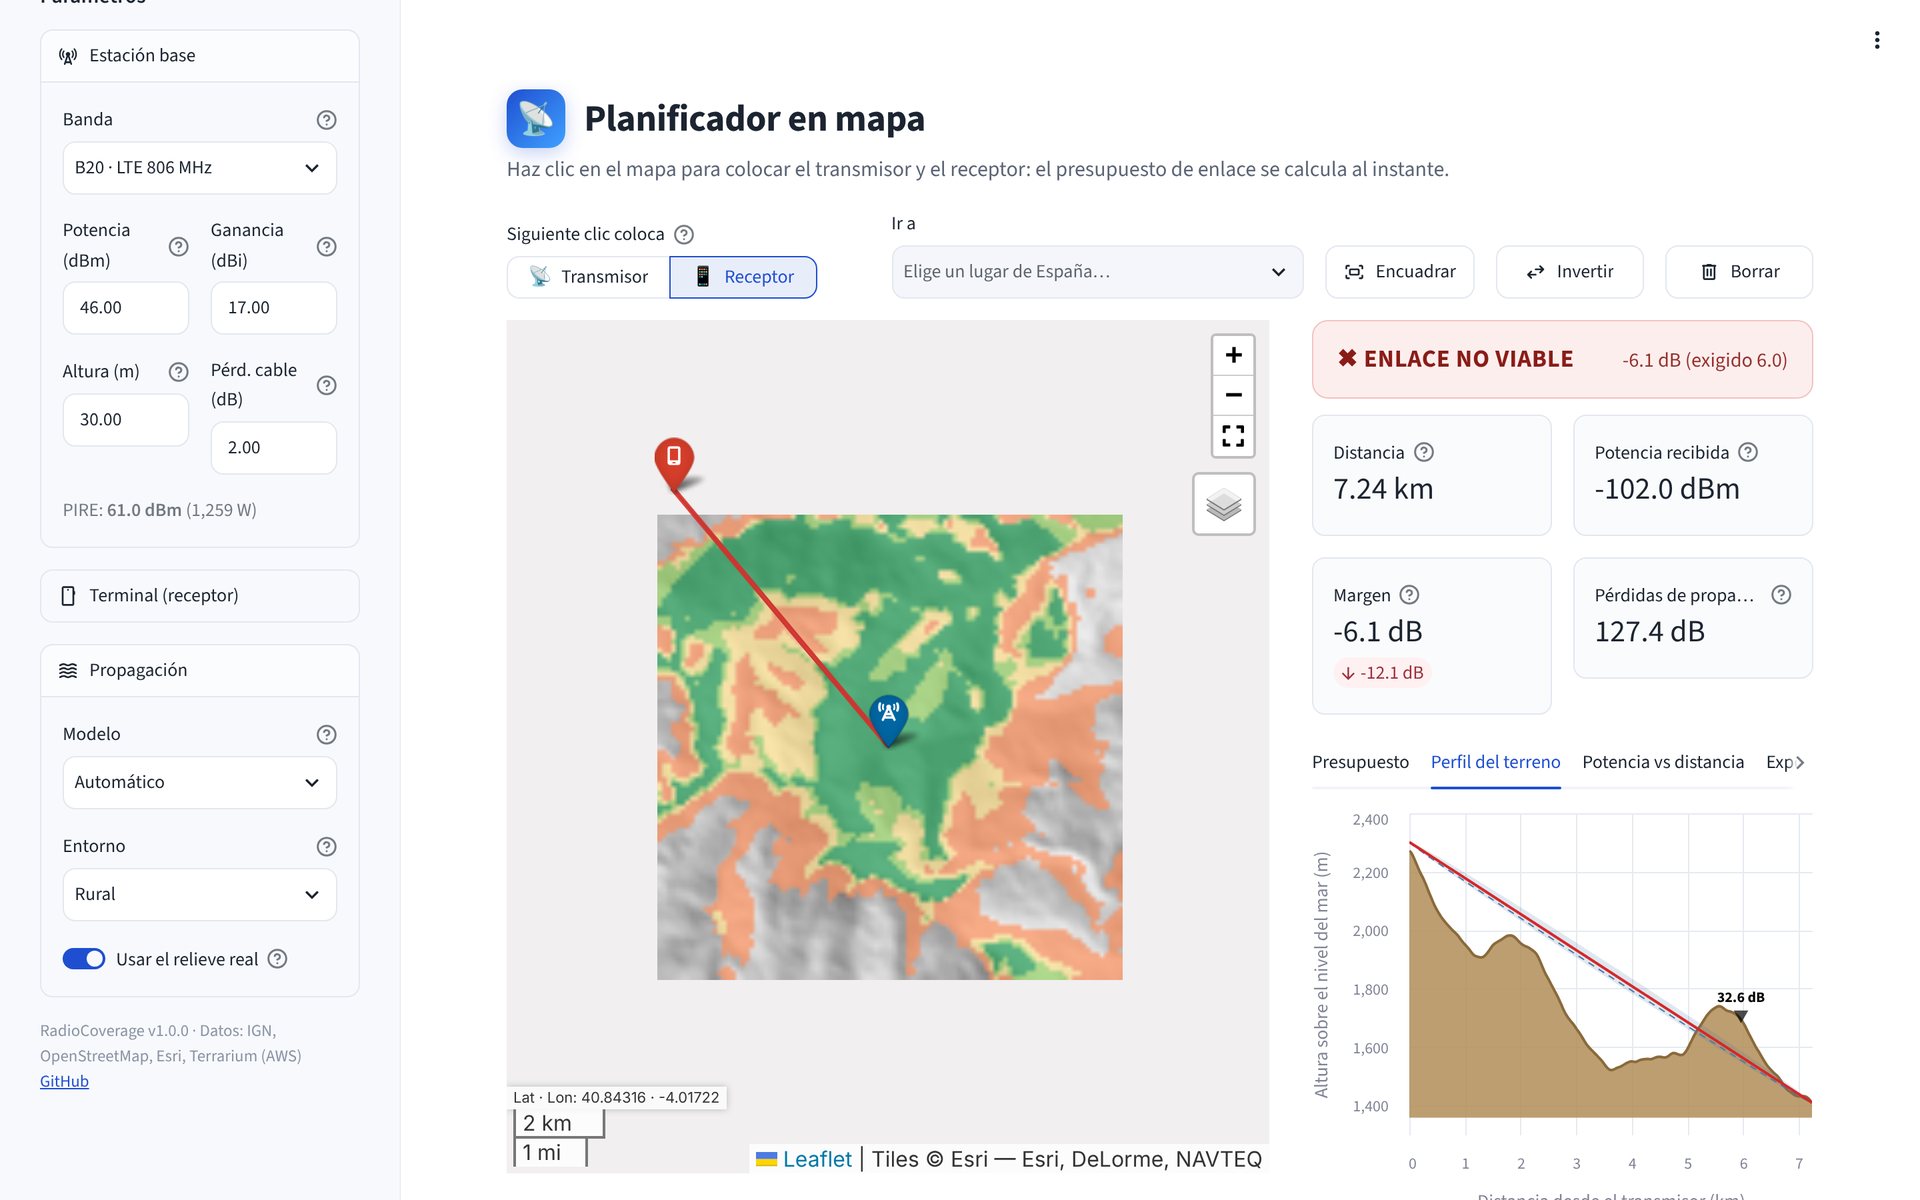 Parámetros
Estación base
Banda
B20 · LTE 806 MHz
Potencia (dBm)
Ganancia (dBi)
46.00
17.00
Altura (m)
Pérd. cable (dB)
30.00
2.00
PIRE: 61.0 dBm (1,259 W)
Terminal (receptor)
Propagación
Modelo
Automático
Entorno
Rural
Usar el relieve real
RadioCoverage v1.0.0 · Datos: IGN,
OpenStreetMap, Esri, Terrarium (AWS)
GitHub
Planificador en mapa
Haz clic en el mapa para colocar el transmisor y el receptor: el presupuesto de enlace se calcula al instante.
Siguiente clic coloca
Transmisor
Receptor
Ir a
Elige un lugar de España…
Encuadrar
Invertir
Borrar
+
−
Lat · Lon: 40.84316 · -4.01722
2 km
1 mi
Leaflet | Tiles © Esri — Esri, DeLorme, NAVTEQ
✖ ENLACE NO VIABLE
-6.1 dB (exigido 6.0)
Distancia
7.24 km
Potencia recibida
-102.0 dBm
Margen
-6.1 dB
↓ -12.1 dB
Pérdidas de propa…
127.4 dB
Presupuesto
Perfil del terreno
Potencia vs distancia
Exp
Altura sobre el nivel del mar (m)
2,400
2,200
2,000
1,800
1,600
1,400
32.6 dB
0 1 2 3 4 5 6 7
Distancia desde el transmisor (km)